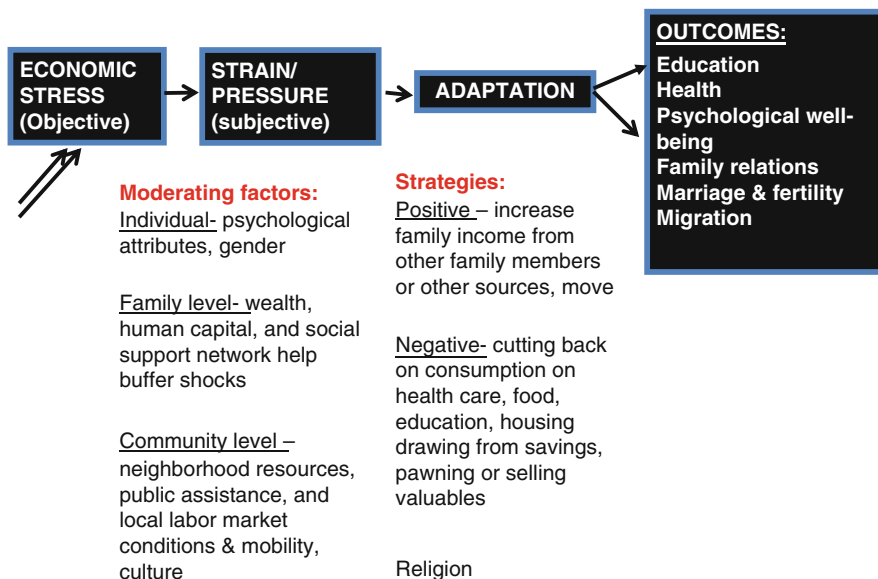 ECONOMIC
STRESS
(Objective)
STRAIN/
PRESSURE
(subjective)
ADAPTATION
OUTCOMES:
Education
Health
Psychological well-
being
Family relations
Marriage & fertility
Migration
Moderating factors:
Individual- psychological
attributes, gender
Family level- wealth,
human capital, and social
support network help
buffer shocks
Community level –
neighborhood resources,
public assistance, and
local labor market
conditions & mobility,
culture
Strategies:
Positive – increase
family income from
other family members
or other sources, move
Negative- cutting back
on consumption on
health care, food,
education, housing
drawing from savings,
pawning or selling
valuables
Religion